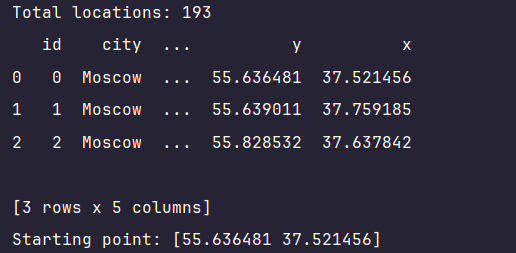 Total locations: 193
   id    city  ...          y          x
0   0  Moscow  ...  55.636481  37.521456
1   1  Moscow  ...  55.639011  37.759185
2   2  Moscow  ...  55.828532  37.637842
[3 rows x 5 columns]
Starting point: [55.636481 37.521456]